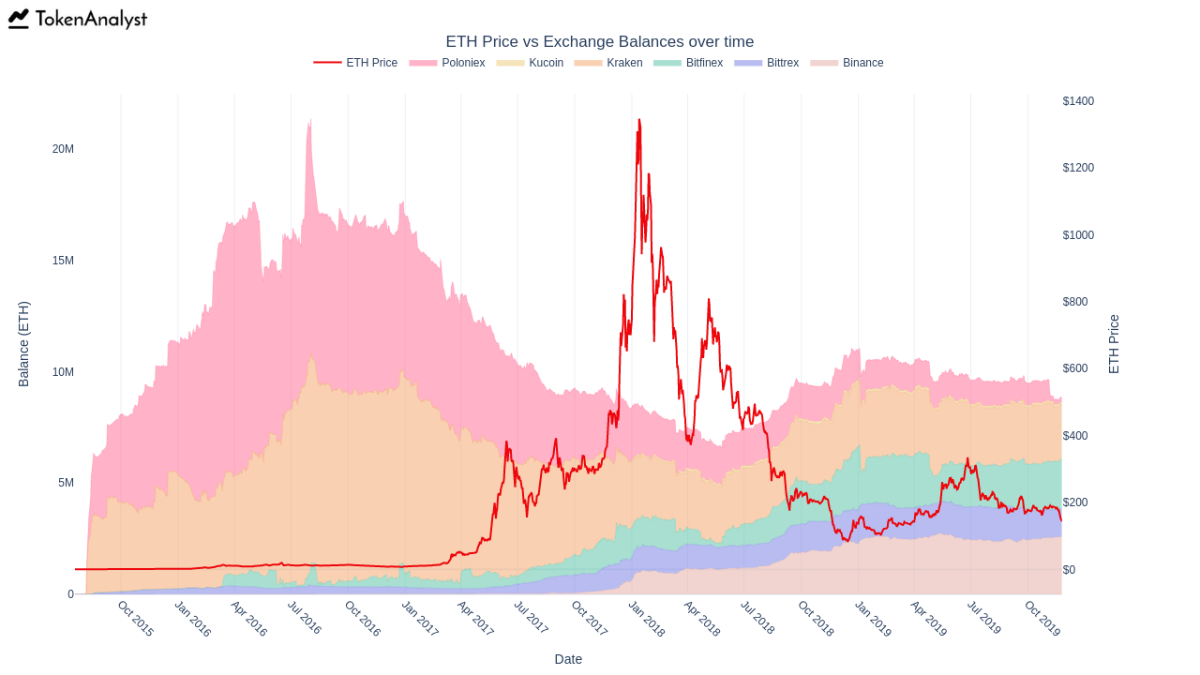 TokenAnalyst
ETH Price vs Exchange Balances over time
ETH Price Poloniex Kucoin Kraken Bitfinex Bittrex Binance
$1400
20M
$1200
$1000
15M
$800
Balance (ETH)
ETH Price
10M
$600
$400
5M
$200
$0
0
Oct 2015 Jan 2016 Apr 2016 Jul 2016 Oct 2016 Jan 2017 Apr 2017 Jul 2017 Oct 2017 Jan 2018 Apr 2018 Jul 2018 Oct 2018 Jan 2019 Apr 2019 Jul 2019 Oct 2019
Date